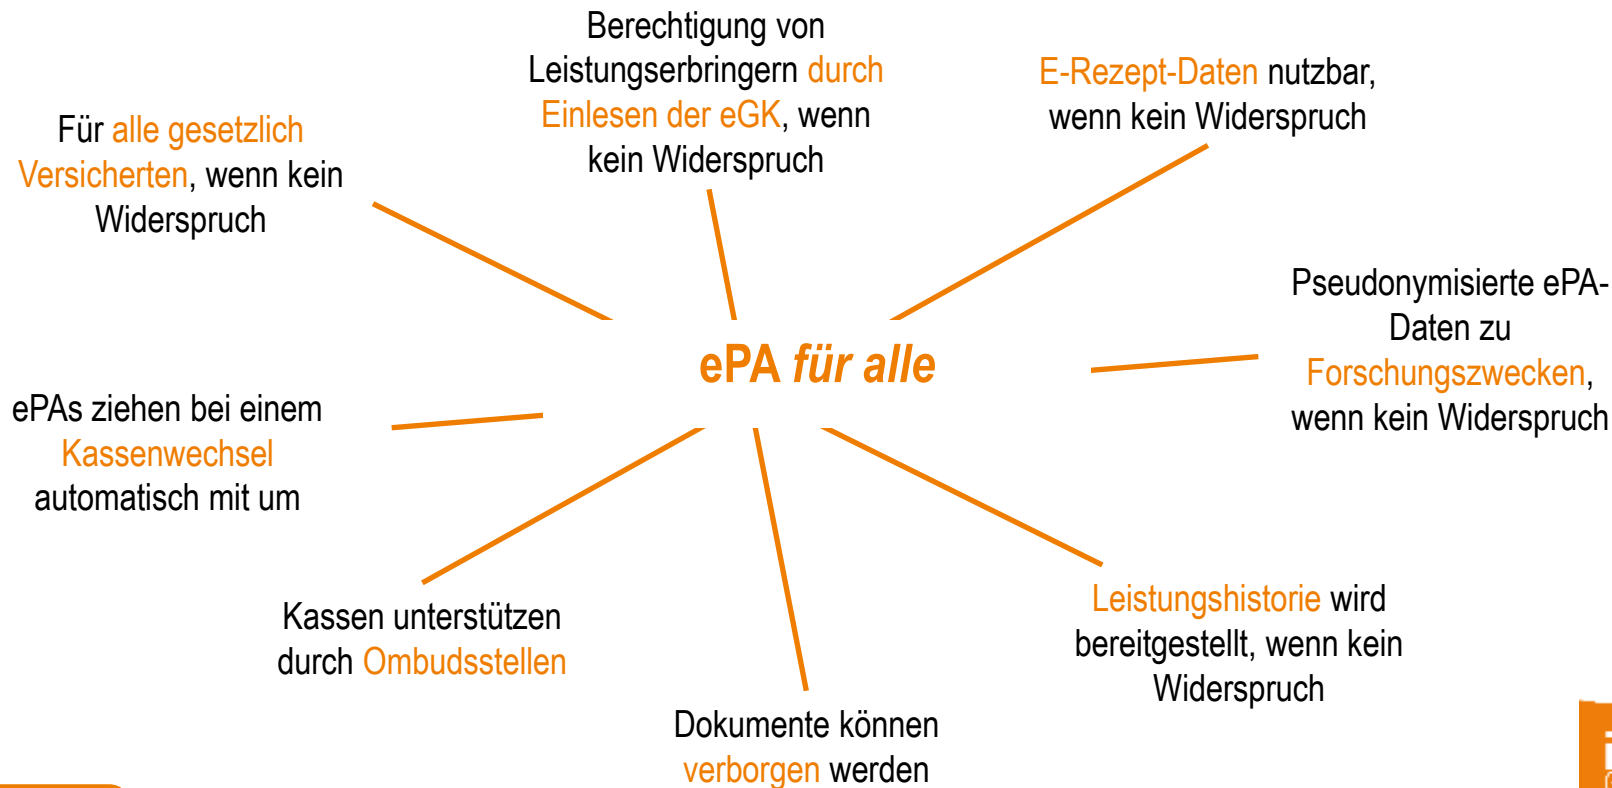 Berechtigung von
Leistungserbringern durch
Einlesen der eGK, wenn
kein Widerspruch
E-Rezept-Daten nutzbar,
wenn kein Widerspruch
Für alle gesetzlich
Versicherten, wenn kein
Widerspruch
Pseudonymisierte ePA-
Daten zu
Forschungszwecken,
wenn kein Widerspruch
ePA für alle
ePAs ziehen bei einem
Kassenwechsel
automatisch mit um
Kassen unterstützen
durch Ombudsstellen
Leistungshistorie wird
bereitgestellt, wenn kein
Widerspruch
Dokumente können
verborgen werden